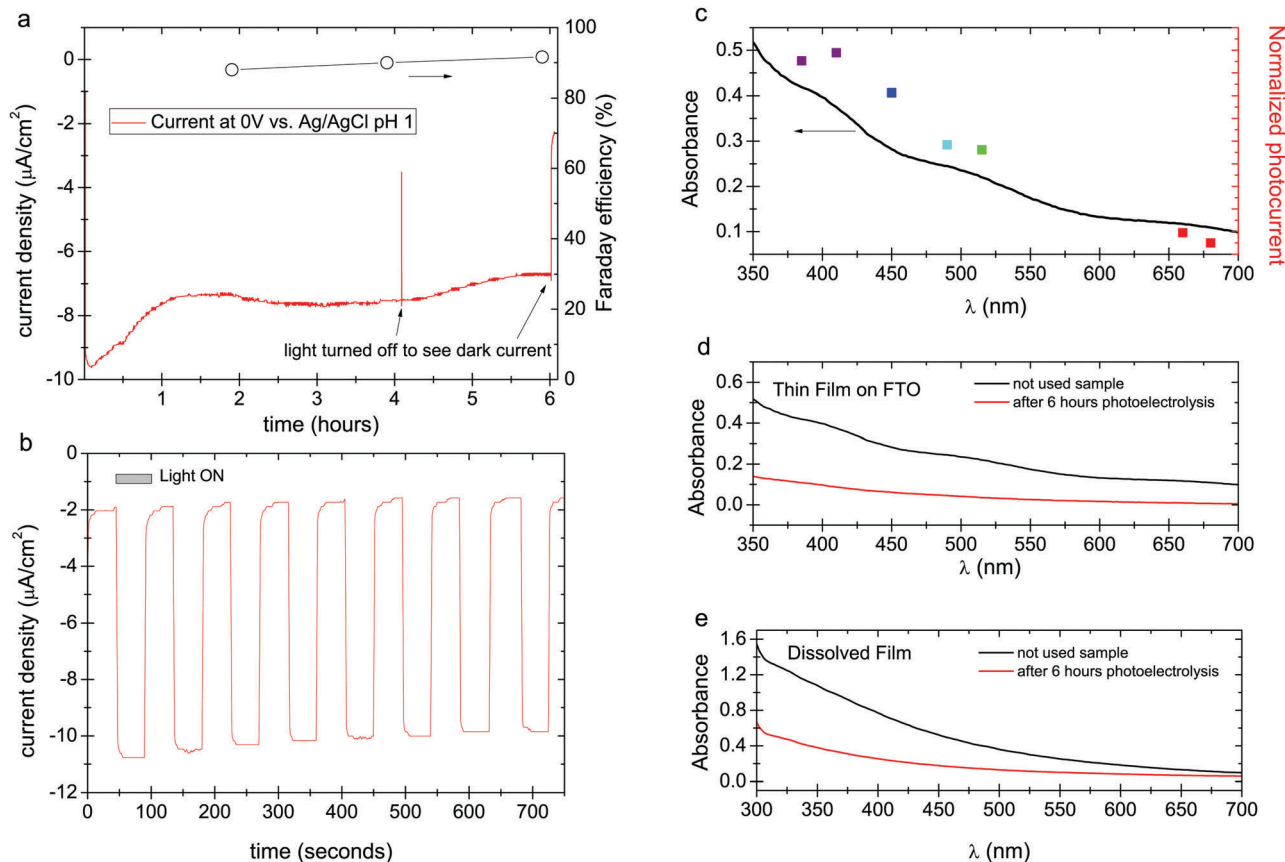 a
0
-2
-4
-6
-8
-10
current density (μA/cm²)
100
80
60
40
20
0
Faraday efficiency (%)
Current at 0V vs. Ag/AgCl pH 1
light turned off to see dark current
1 2 3 4 5 6
time (hours)
b
Light ON
0
-2
-4
-6
-8
-10
-12
current density (μA/cm²)
0 100 200 300 400 500 600 700
time (seconds)
c
0.5
0.4
0.3
0.2
0.1
Absorbance
Normalized photocurrent
350 400 450 500 550 600 650 700
λ (nm)
d
0.6
0.4
0.2
0.0
Absorbance
Thin Film on FTO
not used sample
after 6 hours photoelectrolysis
350 400 450 500 550 600 650 700
λ (nm)
e
1.6
1.2
0.8
0.4
0.0
Absorbance
Dissolved Film
not used sample
after 6 hours photoelectrolysis
300 350 400 450 500 550 600 650 700
λ (nm)